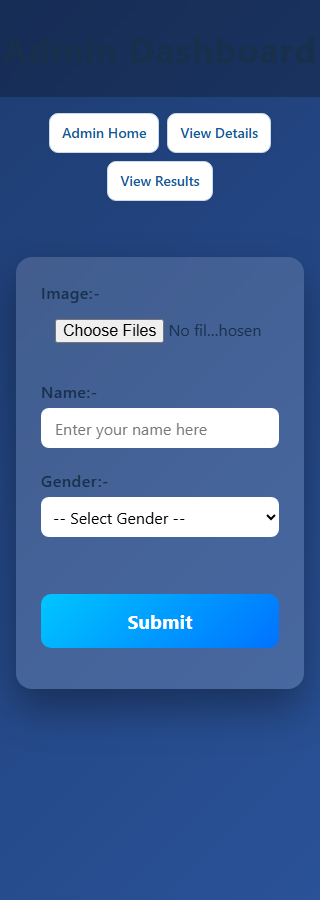 Admin Dashboard
Admin Home View Details
View Results
Image:-
Choose Files No fil...hosen
Name:-
Enter your name here
Gender:-
-- Select Gender --
Submit